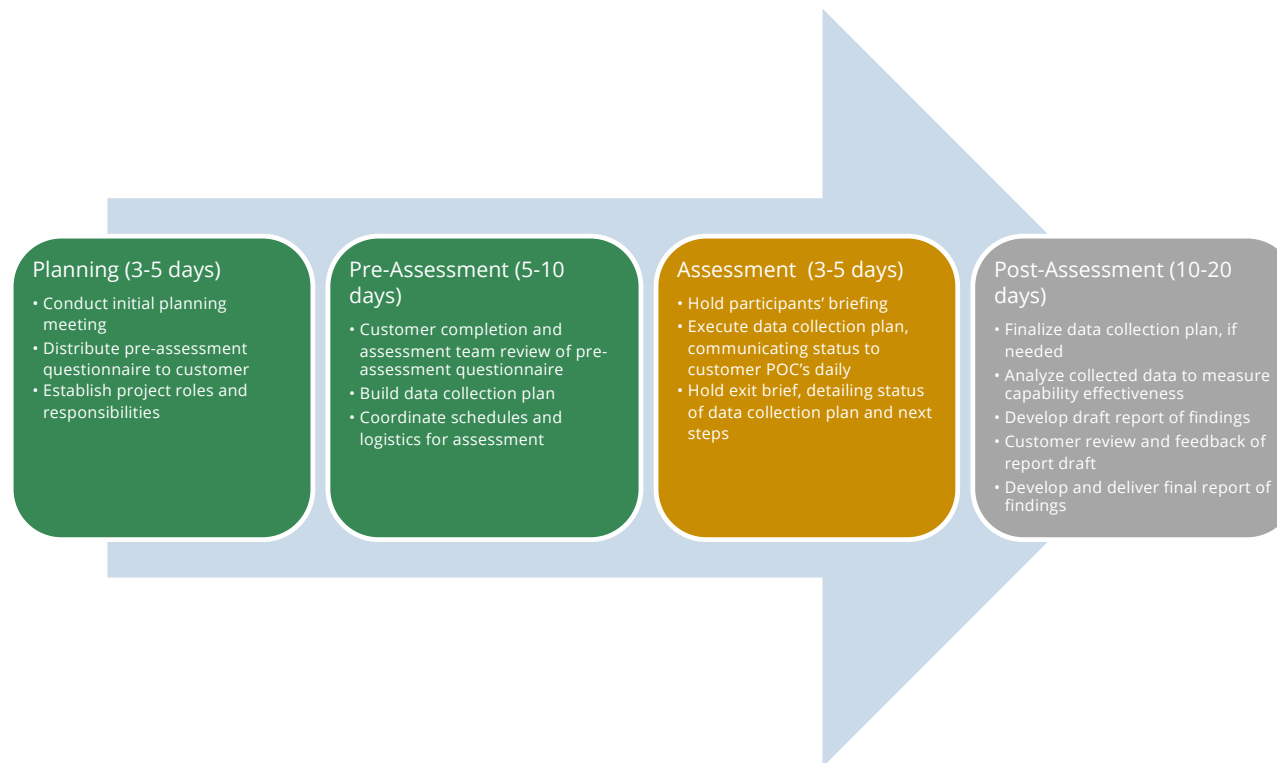 Planning (3-5 days)
• Conduct initial planning
meeting
• Distribute pre-assessment
questionnaire to customer
• Establish project roles and
responsibilities
Pre-Assessment (5-10
days)
• Customer completion and
assessment team review of pre-
assessment questionnaire
• Build data collection plan
• Coordinate schedules and
logistics for assessment
Assessment  (3-5 days)
• Hold participants’ briefing
• Execute data collection plan,
communicating status to
customer POC’s daily
• Hold exit brief, detailing status
of data collection plan and next
steps
Post-Assessment (10-20
days)
• Finalize data collection plan, if
needed
• Analyze collected data to measure
capability effectiveness
• Develop draft report of findings
• Customer review and feedback of
report draft
• Develop and deliver final report of
findings